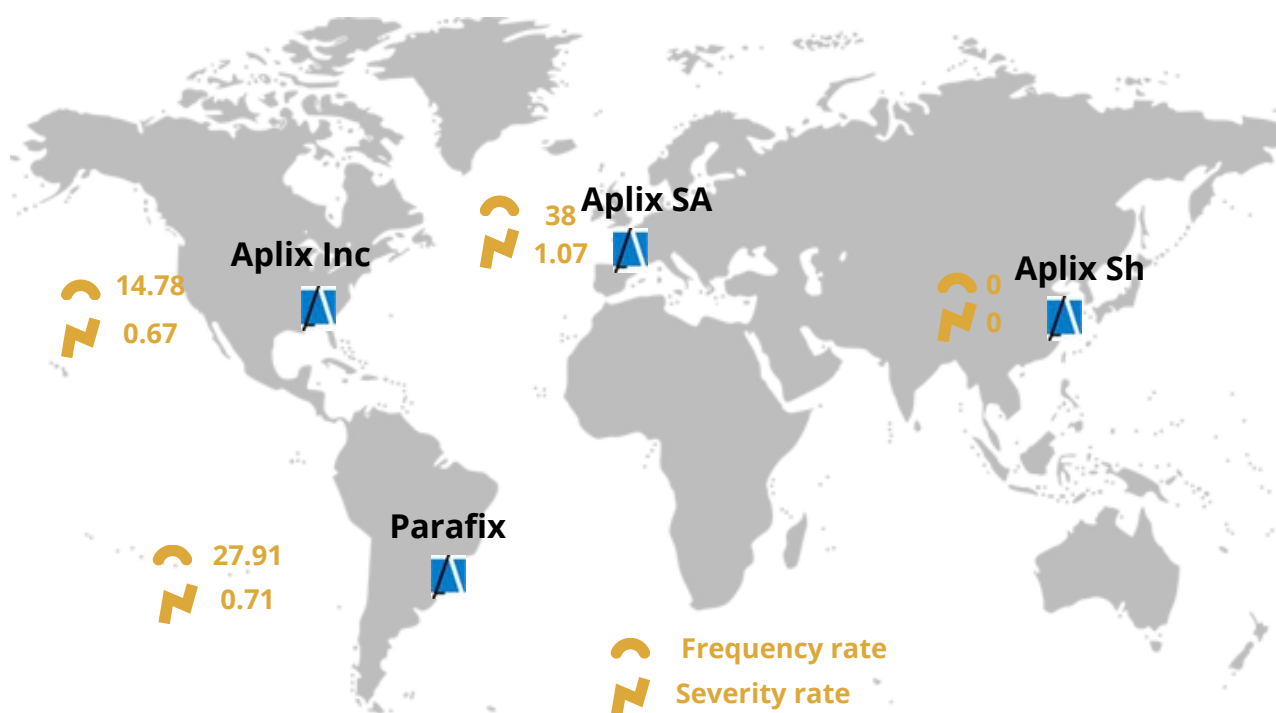 Aplix SA
38
1.07
Aplix Inc
14.78
0.67
Aplix Sh
0
0
Parafix
27.91
0.71
Frequency rate
Severity rate